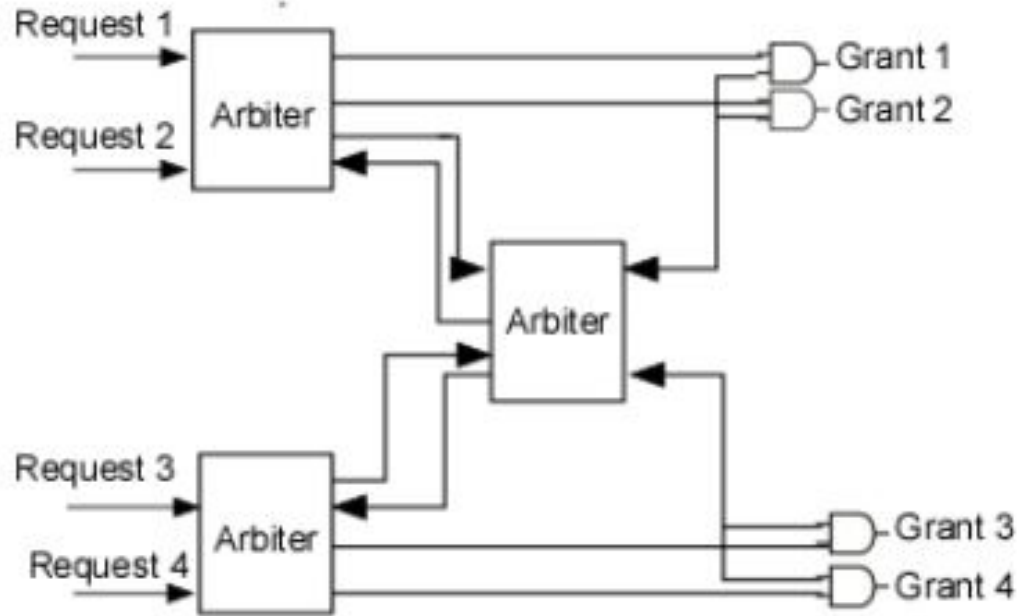 Request 1
Grant 1
Arbiter
Grant 2
Request 2
Arbiter
Request 3
Grant 3
Arbiter
Request 4
Grant 4